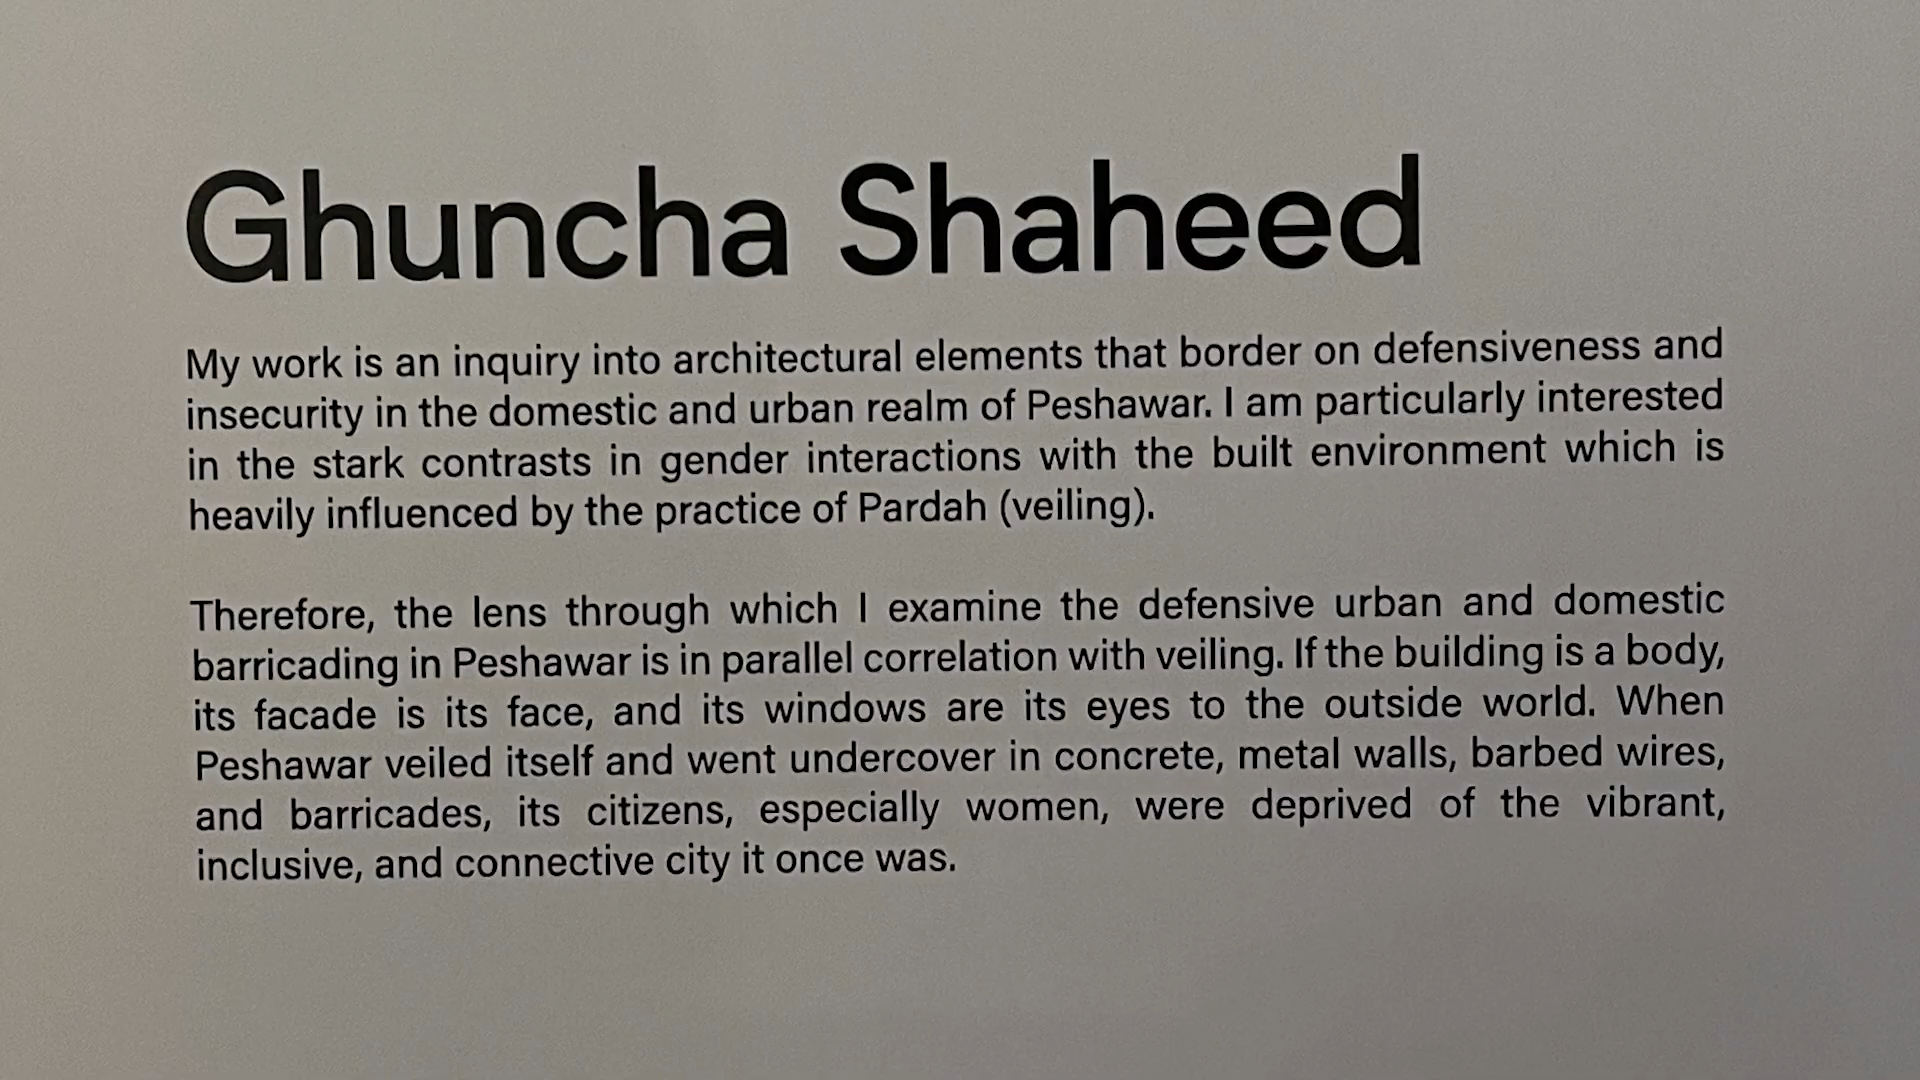 Ghuncha Shaheed
My work is an inquiry into architectural elements that border on defensiveness and
insecurity in the domestic and urban realm of Peshawar. I am particularly interested
in the stark contrasts in gender interactions with the built environment which is
heavily influenced by the practice of Pardah (veiling).
Therefore, the lens through which I examine the defensive urban and domestic
barricading in Peshawar is in parallel correlation with veiling. If the building is a body,
its facade is its face, and its windows are its eyes to the outside world. When
Peshawar veiled itself and went undercover in concrete, metal walls, barbed wires,
and barricades, its citizens, especially women, were deprived of the vibrant,
inclusive, and connective city it once was.